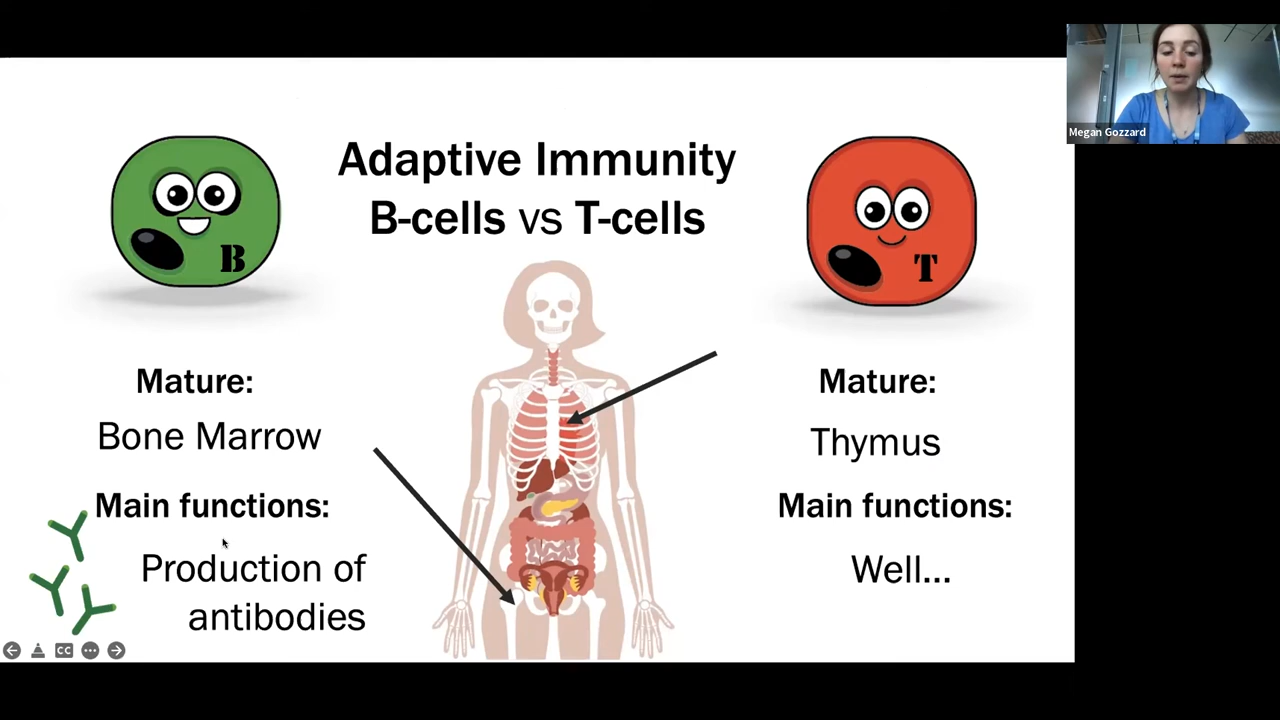 Adaptive Immunity
B-cells vs T-cells
B
T
Mature:
Bone Marrow
Main functions:
Production of
antibodies
Mature:
Thymus
Main functions:
Well...
CC
Megan Gozzard